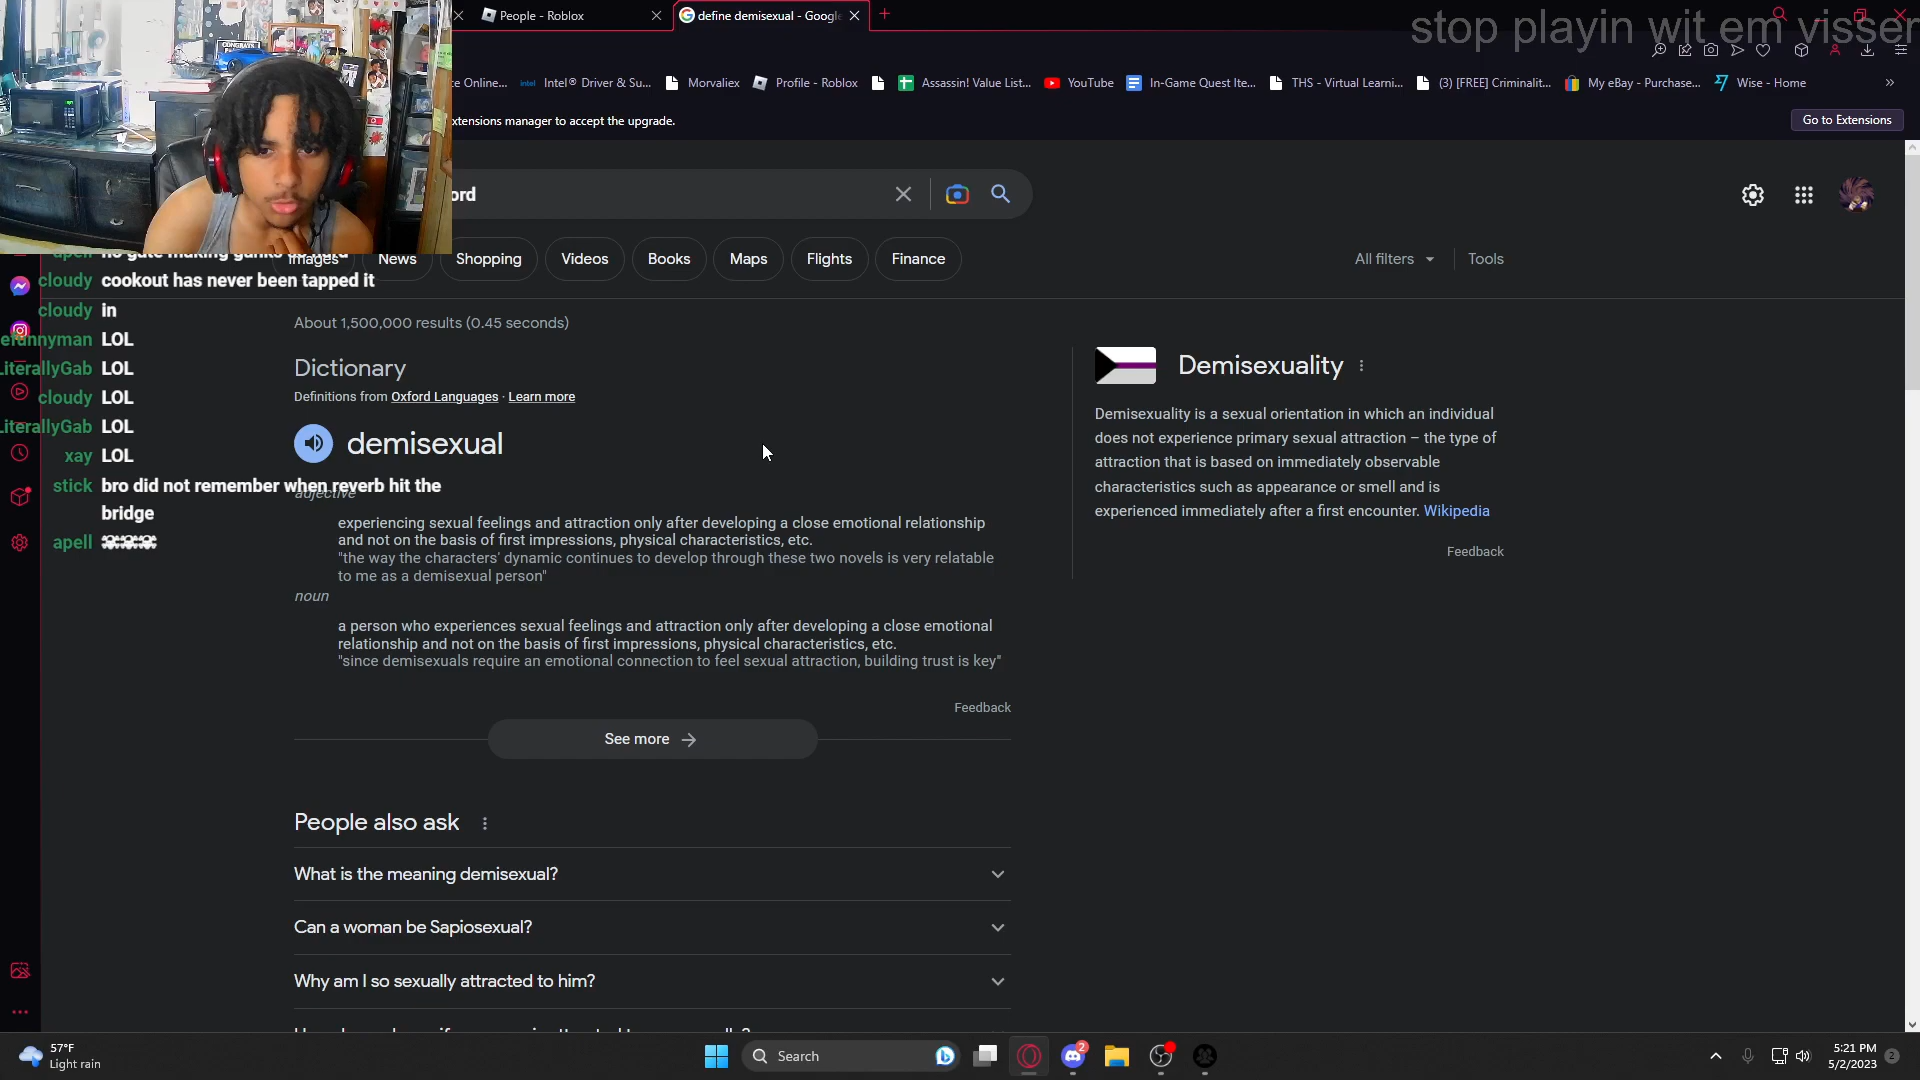 People - Roblox
define demisexual - Google
stop playin wit em visser
ce Online...
Intel® Driver & Su...
Morvaliex
Profile - Roblox
Assassin! Value List...
YouTube
In-Game Quest Ite...
THS - Virtual Learni...
(3) [FREE] Criminalit...
My eBay - Purchase...
Wise - Home
xtensions manager to accept the upgrade.
Go to Extensions
ord
Images
News
Shopping
Videos
Books
Maps
Flights
Finance
All filters
Tools
cloudy cookout has never been tapped it
cloudy in
efunnyman LOL
LiterallyGab LOL
cloudy LOL
LiterallyGab LOL
xay LOL
stick bro did not remember when reverb hit the
bridge
apell ☠☠☠☠
About 1,500,000 results (0.45 seconds)
Dictionary
Definitions from Oxford Languages · Learn more
demisexual
adjective
experiencing sexual feelings and attraction only after developing a close emotional relationship
and not on the basis of first impressions, physical characteristics, etc.
"the way the characters' dynamic continues to develop through these two novels is very relatable
to me as a demisexual person"
noun
a person who experiences sexual feelings and attraction only after developing a close emotional
relationship and not on the basis of first impressions, physical characteristics, etc.
"since demisexuals require an emotional connection to feel sexual attraction, building trust is key"
Feedback
See more
People also ask
What is the meaning demisexual?
Can a woman be Sapiosexual?
Why am I so sexually attracted to him?
Demisexuality
Demisexuality is a sexual orientation in which an individual
does not experience primary sexual attraction – the type of
attraction that is based on immediately observable
characteristics such as appearance or smell and is
experienced immediately after a first encounter. Wikipedia
Feedback
57°F
Light rain
Search
2
5:21 PM
5/2/2023
2